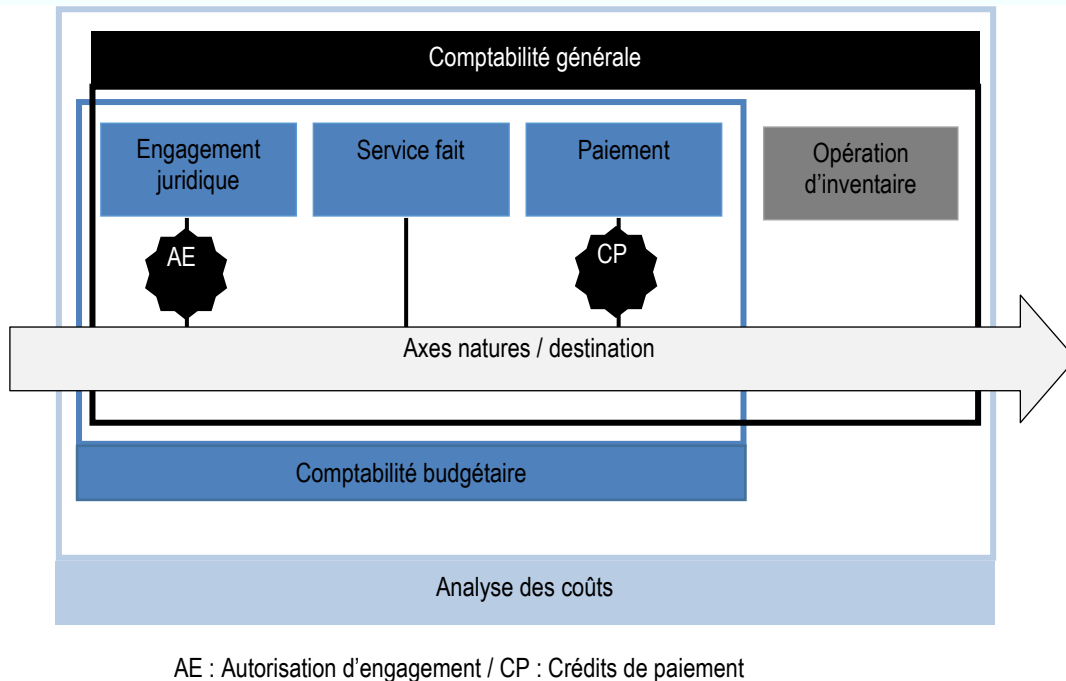 Comptabilité générale
Engagement
juridique
Service fait
Paiement
Opération
d'inventaire
AE
CP
Axes natures / destination
Comptabilité budgétaire
Analyse des coûts
AE : Autorisation d'engagement / CP : Crédits de paiement